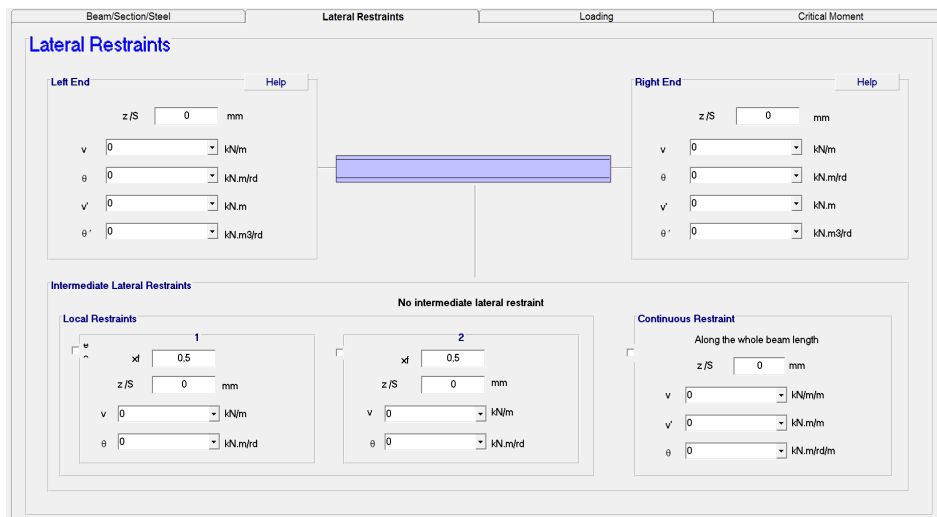 Beam/Section/Steel Lateral Restraints Loading Critical Moment
Lateral Restraints
Left End Help
z /S 0 mm
v 0 kN/m
θ 0 kN.m/rd
v' 0 kN.m
θ ' 0 kN.m3/rd
Right End Help
z /S 0 mm
v 0 kN/m
θ 0 kN.m/rd
v' 0 kN.m
θ ' 0 kN.m3/rd
Intermediate Lateral Restraints
No intermediate lateral restraint
Local Restraints
1
xf 0,5
z /S 0 mm
v 0 kN/m
θ 0 kN.m/rd
2
xf 0,5
z /S 0 mm
v 0 kN/m
θ 0 kN.m/rd
Continuous Restraint
Along the whole beam length
z /S 0 mm
v 0 kN/m/m
v' 0 kN.m/m
θ 0 kN.m/rd/m